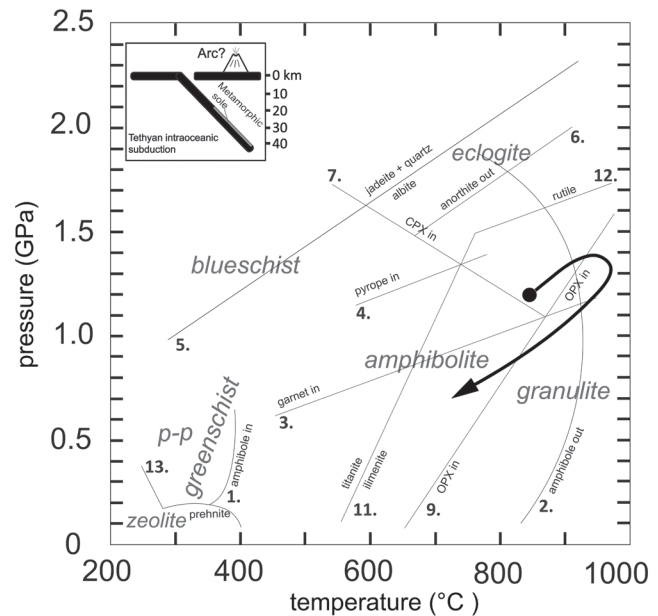 2.5
2.0
1.5
1.0
0.5
0
pressure (GPa)
200
400
600
800
1000
temperature (°C )
Arc?
0 km
10
20
30
40
Metamorphic
sole
Tethyan intraoceanic
subduction
eclogite
6.
7.
jadeite + quartz
albite
anorthite out
12.
rutile
CPX in
blueschist
pyrope in
4.
OPX in
5.
amphibolite
granulite
garnet in
3.
p-p
greenschist
amphibole in
13.
1.
zeolite
prehnite
titanite
ilimenite
11.
OPX in
9.
amphibole out
2.